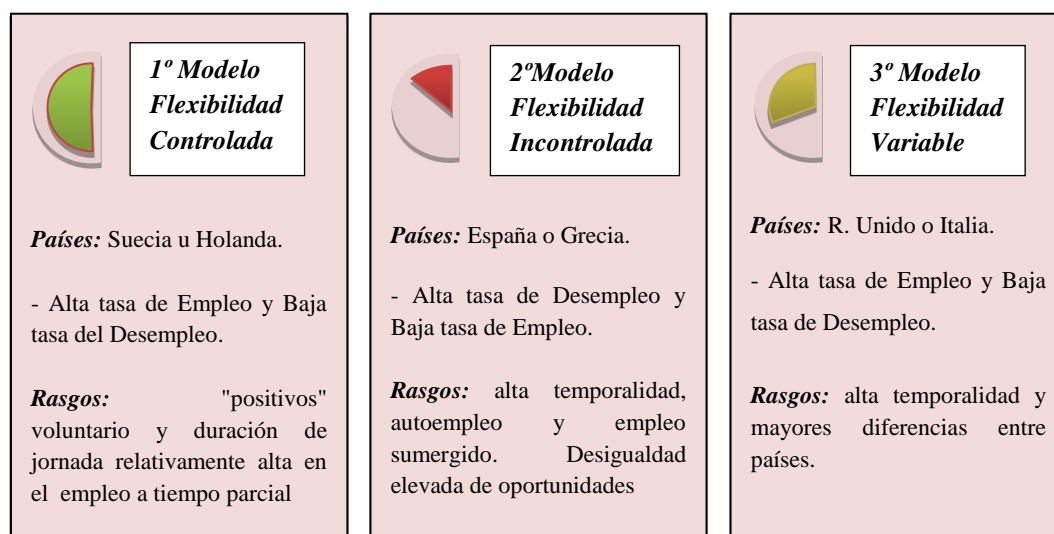 1º Modelo
Flexibilidad
Controlada
Países: Suecia u Holanda.
- Alta tasa de Empleo y Baja
tasa del Desempleo.
Rasgos: "positivos"
voluntario y duración de
jornada relativamente alta en
el empleo a tiempo parcial
2ºModelo
Flexibilidad
Incontrolada
Países: España o Grecia.
- Alta tasa de Desempleo y
Baja tasa de Empleo.
Rasgos: alta temporalidad,
autoempleo y empleo
sumergido. Desigualdad
elevada de oportunidades
3º Modelo
Flexibilidad
Variable
Países: R. Unido o Italia.
- Alta tasa de Empleo y Baja
tasa de Desempleo.
Rasgos: alta temporalidad y
mayores diferencias entre
países.